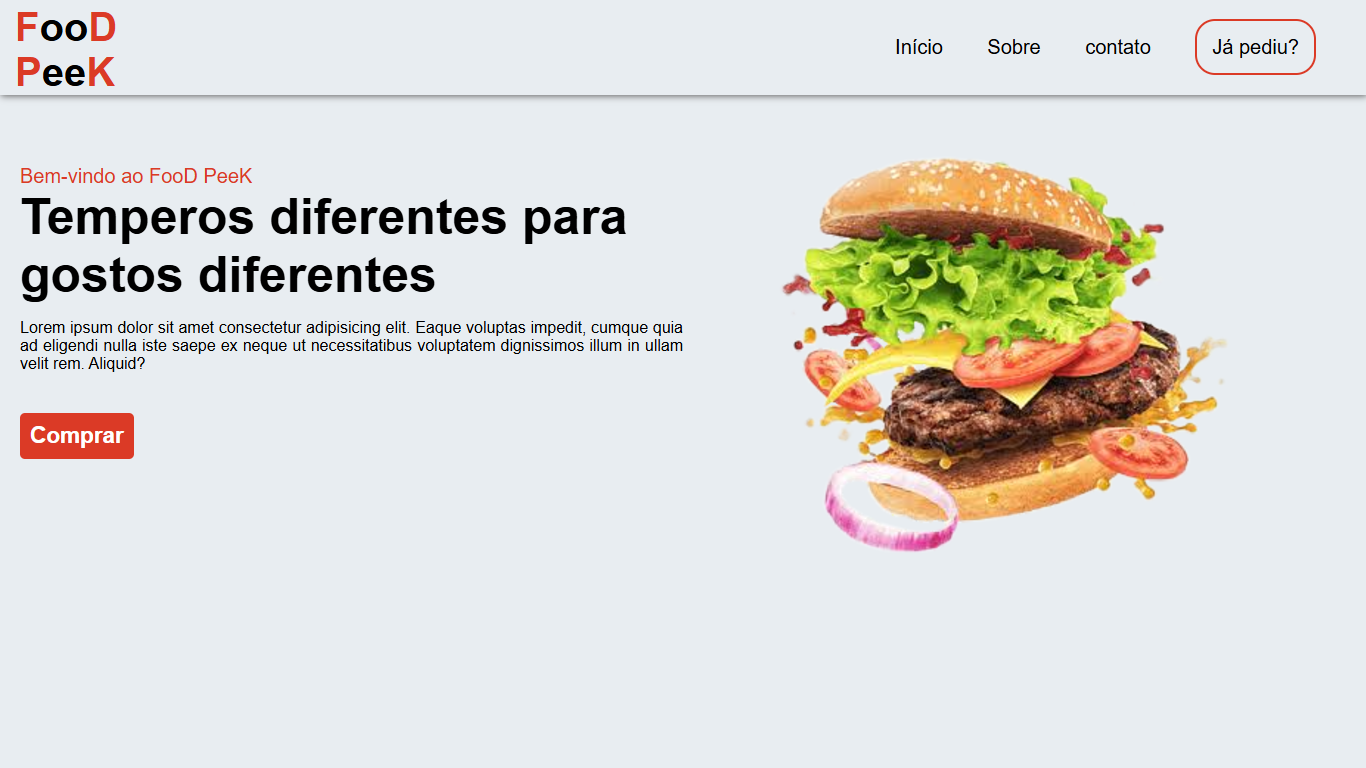 FooD
PeeK
Início
Sobre
contato
Já pediu?
Bem-vindo ao FooD PeeK
Temperos diferentes para
gostos diferentes
Lorem ipsum dolor sit amet consectetur adipisicing elit. Eaque voluptas impedit, cumque quia
ad eligendi nulla iste saepe ex neque ut necessitatibus voluptatem dignissimos illum in ullam
velit rem. Aliquid?
Comprar